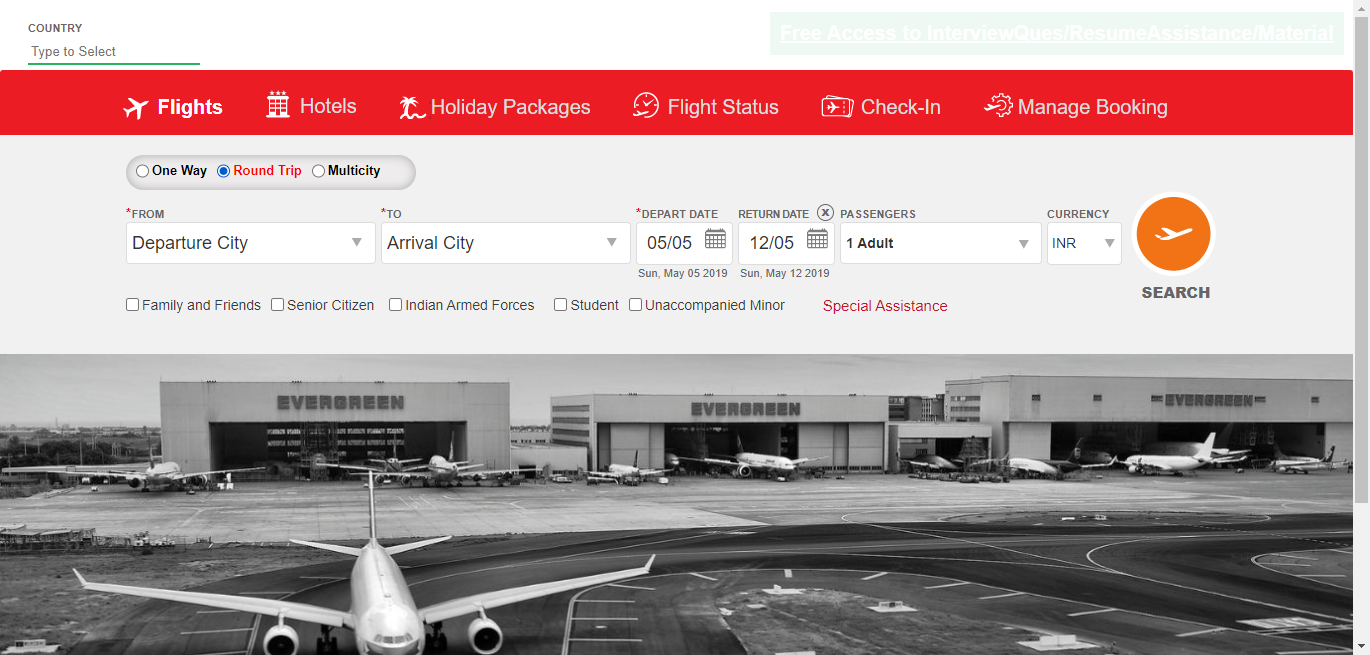 COUNTRY
Type to Select
Free Access to InterviewQues/ResumeAssistance/Material
Flights Hotels Holiday Packages Flight Status Check-In Manage Booking
One Way Round Trip Multicity
*FROM *TO *DEPART DATE RETURN DATE X PASSENGERS CURRENCY
Departure City Arrival City 05/05 12/05 1 Adult INR
Sun, May 05 2019 Sun, May 12 2019
SEARCH
Family and Friends Senior Citizen Indian Armed Forces Student Unaccompanied Minor Special Assistance
EVERGREEN EVERGREEN EVERGREEN